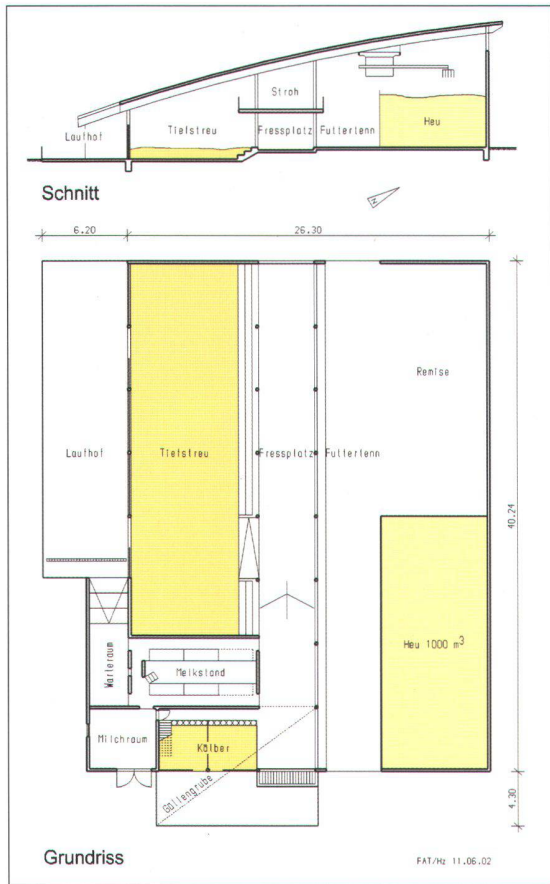 Stroh
Laufhof
Tiefstreu
Fressplatz
Futtertenn
Heu
Schnitt
N
6.20
26.30
Remise
Laufhof
Tiefstreu
Fressplatz
Futtertenn
40.24
Heu 1000 m³
Warteraum
Melkstand
Milchraum
Kälber
Güllengrube
4.30
Grundriss
FAT/Hz 11.06.02